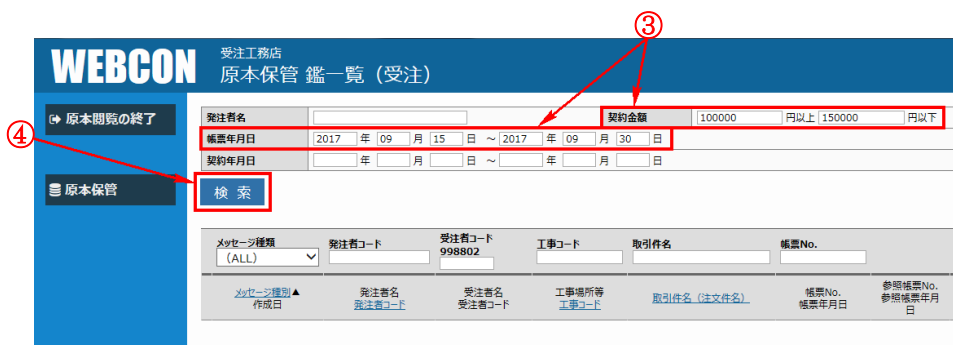 ③
WEBCON
受注工務店
原本保管 鑑一覧（受注）
原本閲覧の終了
④
原本保管
発注者名 契約金額 100000 円以上 150000 円以下
帳票年月日 2017 年 09 月 15 日 ～ 2017 年 09 月 30 日
契約年月日 年 月 日 ～ 年 月 日
検 索
メッセージ種類 発注者コード 受注者コード 工事コード 取引件名 帳票No.
(ALL) 998802
メッセージ種別▲ 発注者名 受注者名 工事場所等 取引件名（注文件名） 帳票No. 参照帳票No.
作成日 発注者コード 受注者コード 工事コード 帳票年月日 参照帳票年月
日